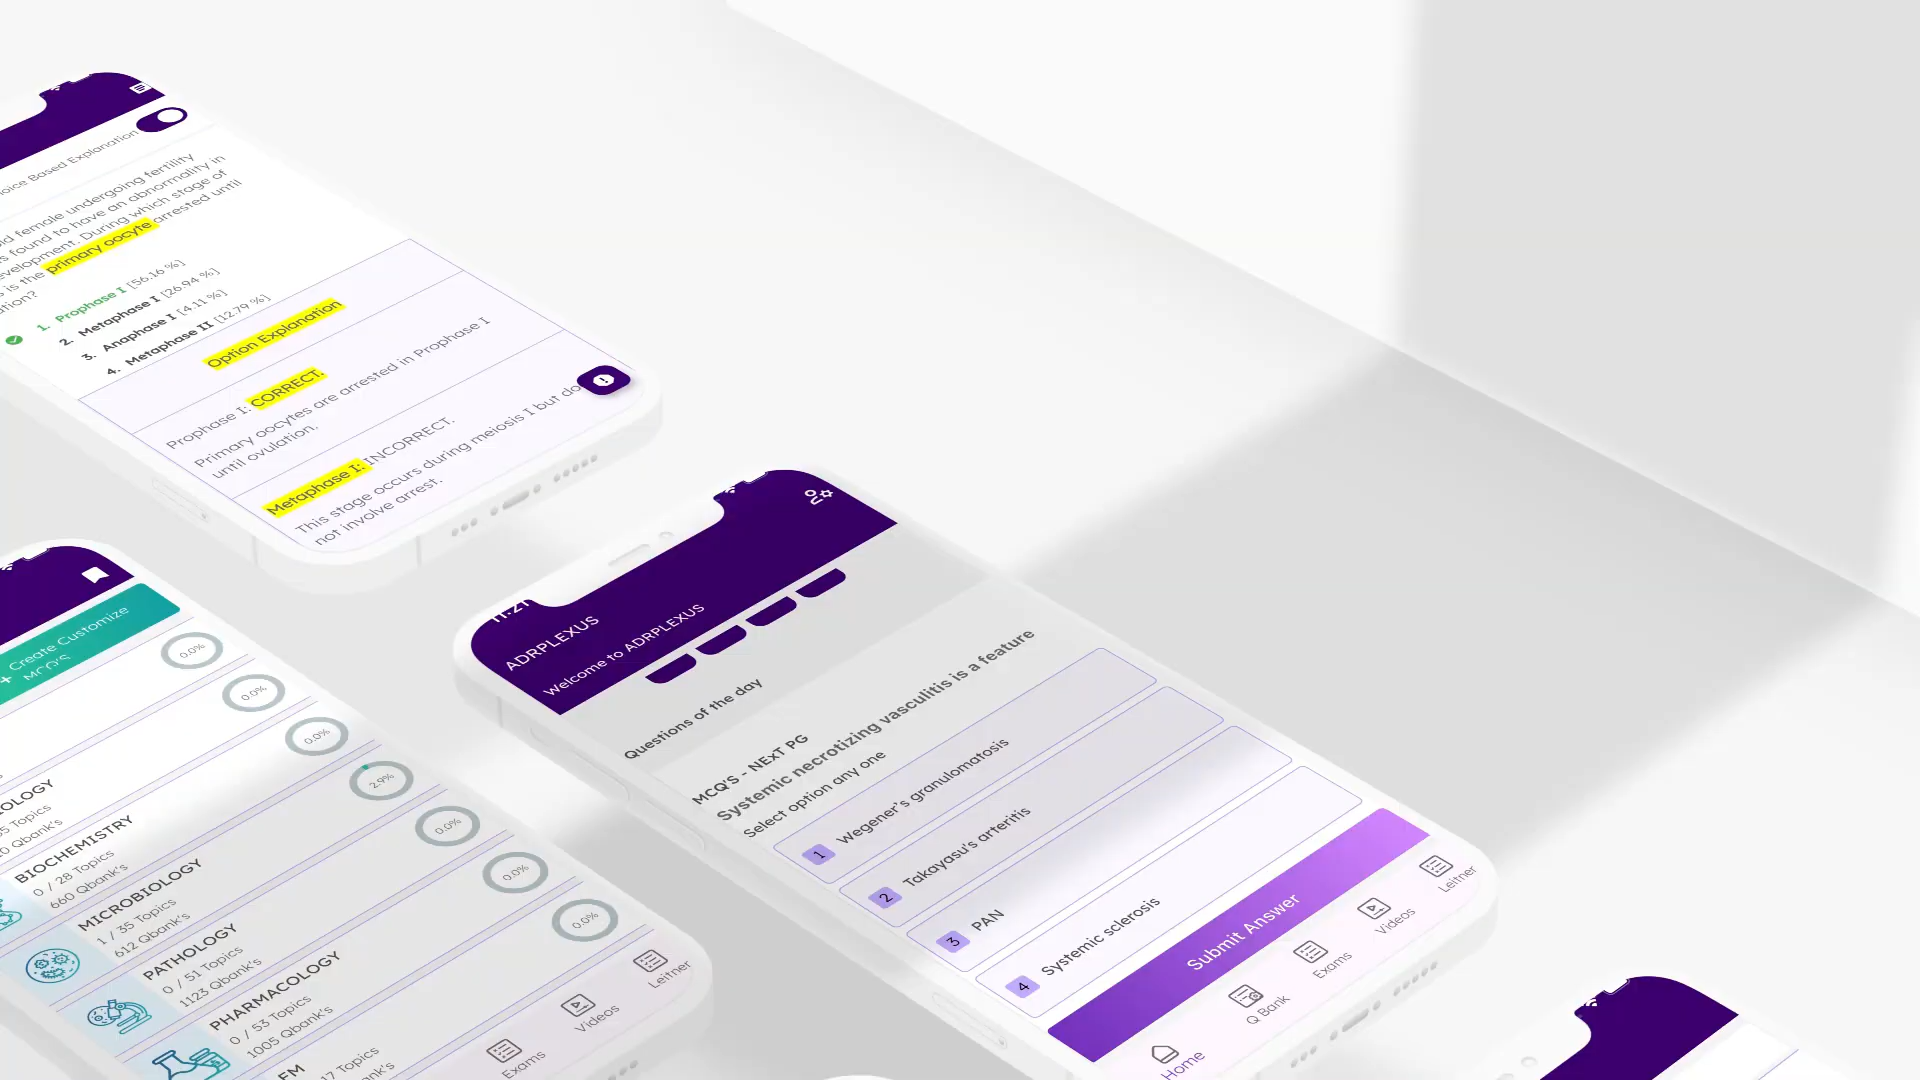 Choice Based Explanation
female undergoing fertility
found to have an abnormality in
development. During which stage of
is the primary oocyte arrested until
1. Prophase I [56.16 %]
2. Metaphase I [26.94 %]
3. Anaphase I [4.11 %]
4. Metaphase II [12.79 %]
Option Explanation
Prophase I: CORRECT.
Primary oocytes are arrested in Prophase I
until ovulation.
Metaphase I: INCORRECT.
This stage occurs during meiosis I but do
not involve arrest.
+ Create Customize
MCQ'S
0.0%
0.0%
0.0%
BIOCHEMISTRY
0 / 28 Topics
660 Qbank's
2.9%
MICROBIOLOGY
1 / 35 Topics
612 Qbank's
0.0%
PATHOLOGY
0 / 51 Topics
1123 Qbank's
0.0%
PHARMACOLOGY
0 / 53 Topics
1005 Qbank's
0.0%
FM
17 Topics
Qbank's
Exams
Videos
Leitner
11:21
ADRPLEXUS
Welcome to ADRPLEXUS
Questions of the day
MCQ'S - NExT PG
Systemic necrotizing vasculitis is a feature
Select option any one
1 Wegener's granulomatosis
2 Takayasu's arteritis
3 PAN
4 Systemic sclerosis
Submit Answer
Home
Q Bank
Exams
Videos
Leitner